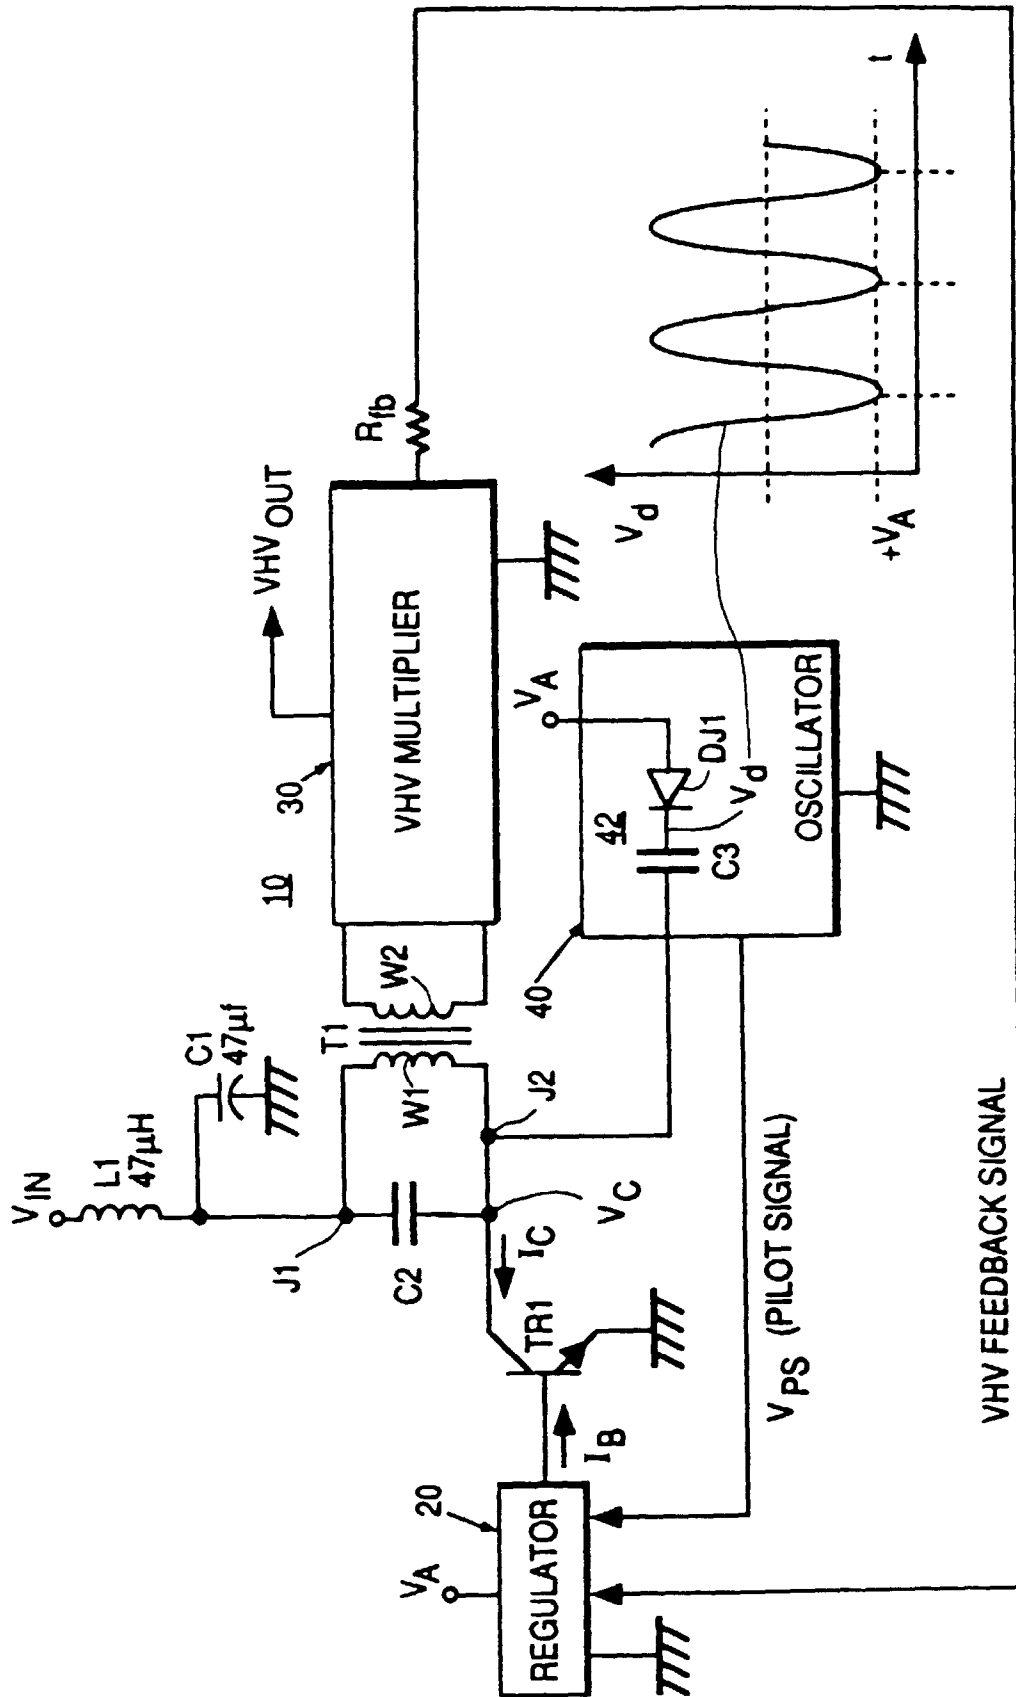 V_IN
L1
47µH
C1
47µf
J1
C2
T1
W1
W2
J2
10
30
VHV MULTIPLIER
VHV_OUT
R_fb
V_A
20
REGULATOR
I_B
TR1
I_C
V_C
V_PS (PILOT SIGNAL)
40
42
C3
DJ1
V_d
V_A
OSCILLATOR
V_d
+V_A
t
VHV FEEDBACK SIGNAL